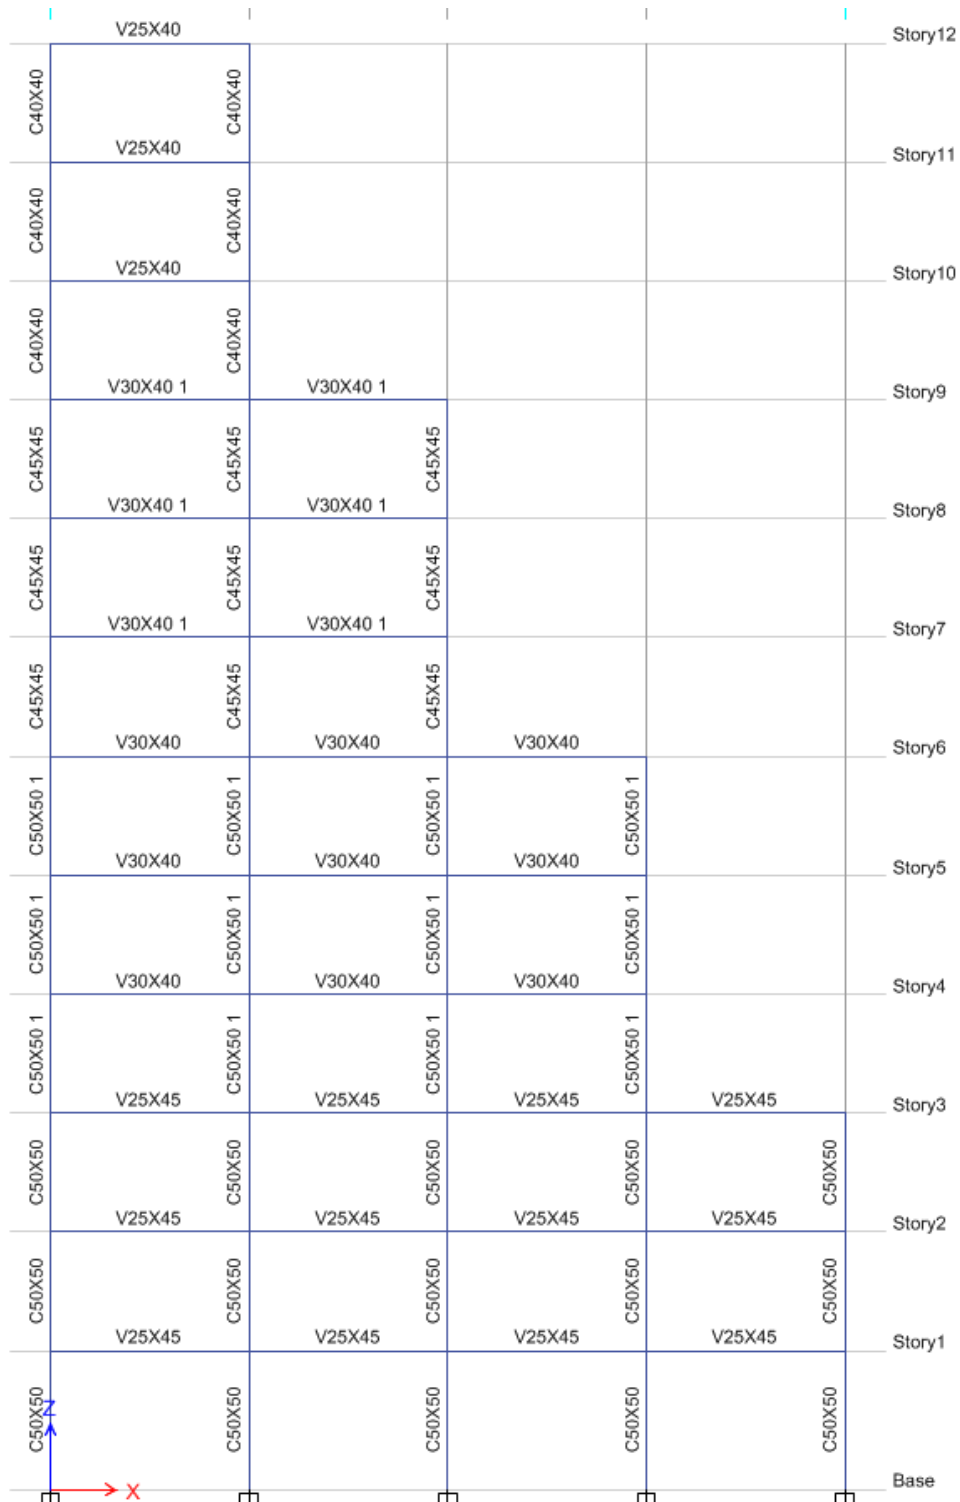 V25X40 Story12
C40X40 C40X40
V25X40 Story11
C40X40 C40X40
V25X40 Story10
C40X40 C40X40
V30X40 1 V30X40 1 Story9
C45X45 C45X45 C45X45
V30X40 1 V30X40 1 Story8
C45X45 C45X45 C45X45
V30X40 1 V30X40 1 Story7
C45X45 C45X45 C45X45
V30X40 V30X40 V30X40 Story6
C50X50 1 C50X50 1 C50X50 1 C50X50 1
V30X40 V30X40 V30X40 Story5
C50X50 1 C50X50 1 C50X50 1 C50X50 1
V30X40 V30X40 V30X40 Story4
C50X50 1 C50X50 1 C50X50 1 C50X50 1
V25X45 V25X45 V25X45 V25X45 Story3
C50X50 C50X50 C50X50 C50X50 C50X50
V25X45 V25X45 V25X45 V25X45 Story2
C50X50 C50X50 C50X50 C50X50 C50X50
V25X45 V25X45 V25X45 V25X45 Story1
C50X50 C50X50 C50X50 C50X50 C50X50
Z
X Base